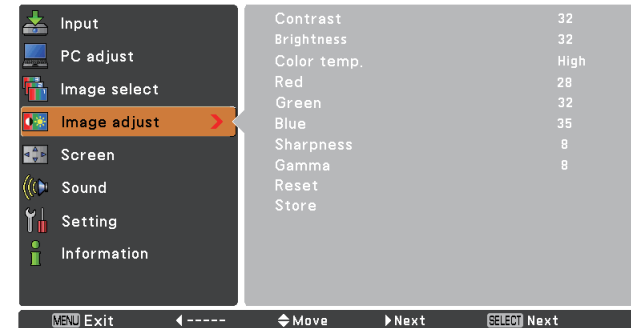 Input
PC adjust
Image select
Image adjust
Screen
Sound
Setting
Information
Contrast 32
Brightness 32
Color temp. High
Red 28
Green 32
Blue 35
Sharpness 8
Gamma 8
Reset
Store
MENU Exit ----- Move Next SELECT Next